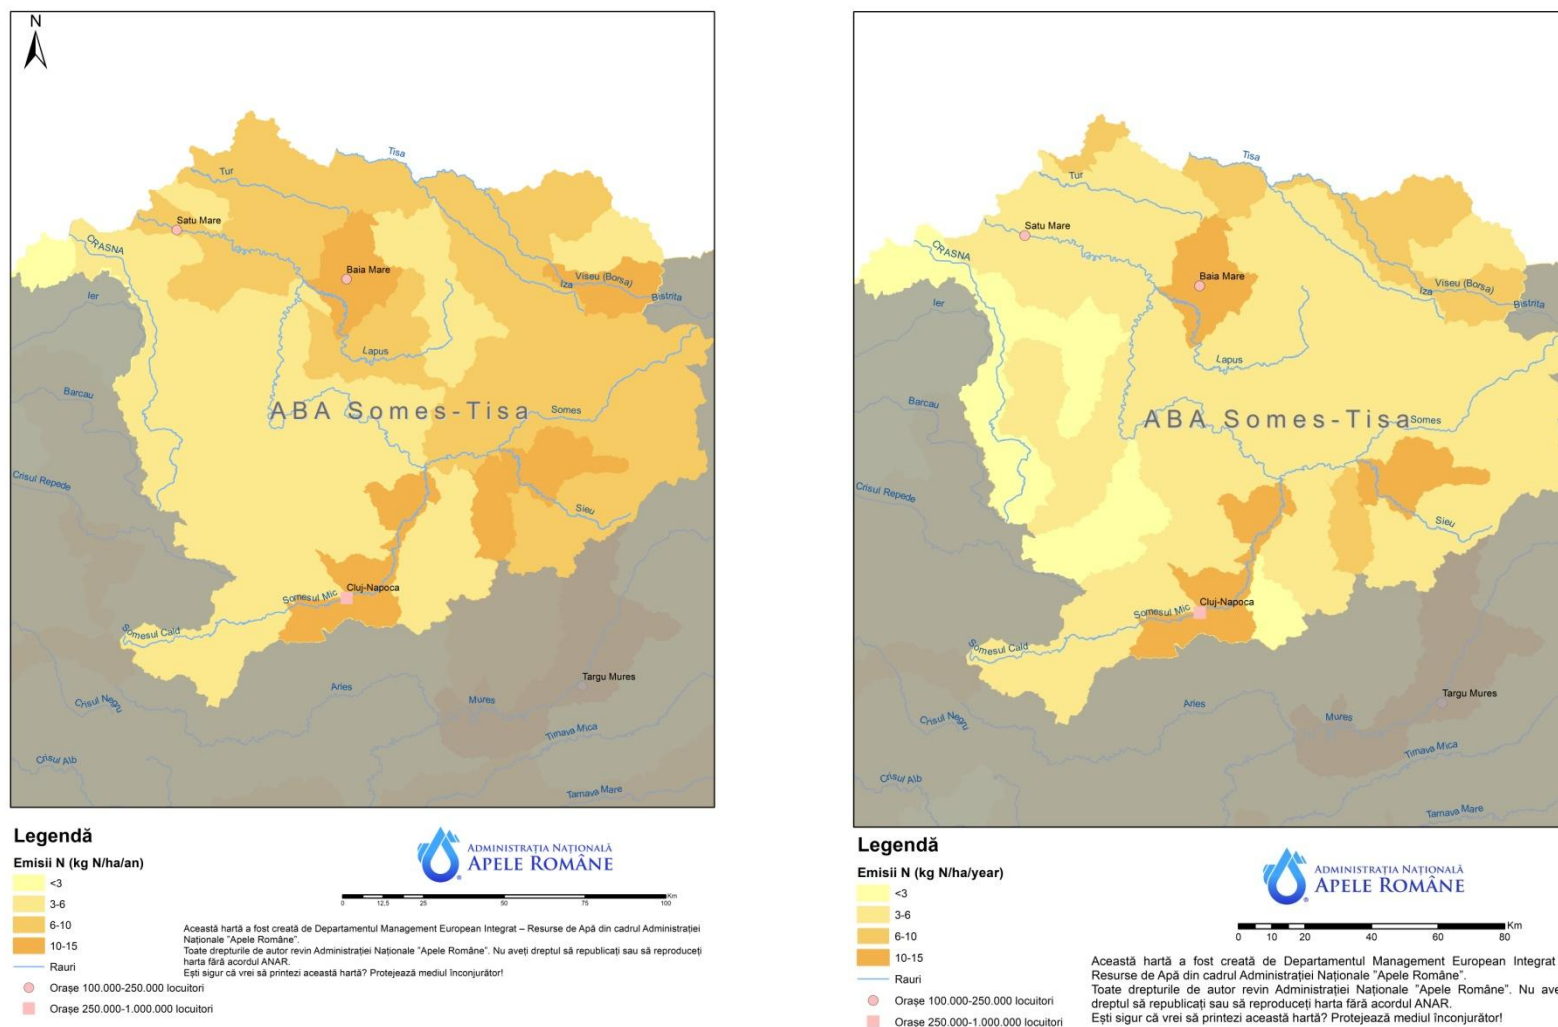 N
Tisa
Tur
Satu Mare
CRASNA
Baia Mare
Viseu (Borsa)
Iza
Bistrita
Ier
Lapus
Barcau
ABA Somes-Tisa
Somes
Crisul Repede
Sieu
Cluj-Napoca
Somesul Mic
Somesul Cald
Targu Mures
Aries
Mures
Crisul Negru
Tirnava Mica
Crisul Alb
Tarnava Mare
Legendă
Emisii N (kg N/ha/an)
<3
3-6
6-10
10-15
Rauri
Orașe 100.000-250.000 locuitori
Orașe 250.000-1.000.000 locuitori
ADMINISTRAȚIA NAȚIONALĂ
APELE ROMÂNE
0 12,5 25 50 75 100 Km
Această hartă a fost creată de Departamentul Management European Integrat – Resurse de Apă din cadrul Administrației
Naționale "Apele Române".
Toate drepturile de autor revin Administrației Naționale "Apele Române". Nu aveți dreptul să republicați sau să reproduceți
harta fără acordul ANAR.
Ești sigur că vrei să printezi această hartă? Protejează mediul înconjurător!
Tisa
Tur
Satu Mare
CRASNA
Baia Mare
Viseu (Borsa)
Iza
Bistrita
Ier
Lapus
Barcau
ABA Somes-Tisa
Somes
Crisul Repede
Sieu
Cluj-Napoca
Somesul Mic
Somesul Cald
Targu Mures
Aries
Mures
Crisul Negru
Tirnava Mica
Crisul Alb
Tarnava Mare
Legendă
Emisii N (kg N/ha/year)
<3
3-6
6-10
10-15
Rauri
Orașe 100.000-250.000 locuitori
Orașe 250.000-1.000.000 locuitori
ADMINISTRAȚIA NAȚIONALĂ
APELE ROMÂNE
0 10 20 40 60 80 Km
Această hartă a fost creată de Departamentul Management European Integrat
Resurse de Apă din cadrul Administrației Naționale "Apele Române".
Toate drepturile de autor revin Administrației Naționale "Apele Române". Nu ave
dreptul să republicați sau să reproduceți harta fără acordul ANAR.
Ești sigur că vrei să printezi această hartă? Protejează mediul înconjurător!